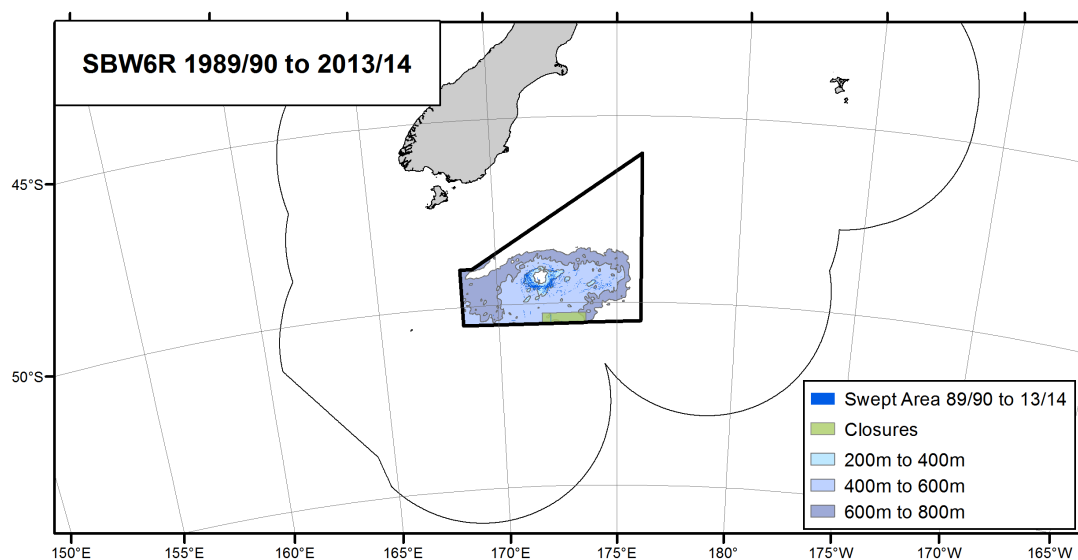 SBW6R 1989/90 to 2013/14
45°S
50°S
Swept Area 89/90 to 13/14
Closures
200m to 400m
400m to 600m
600m to 800m
150°E
155°E
160°E
165°E
170°E
175°E
180°
175°W
170°W
165°W